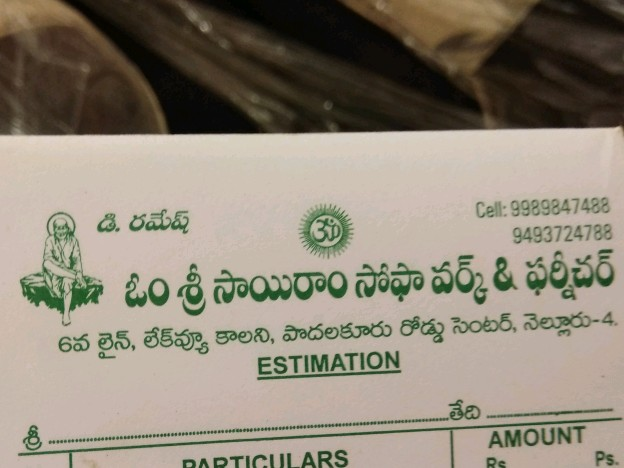 డి. రమేష్
Cell: 9989847488
9493724788
ఓం శ్రీ సాయిరాం సోఫా వర్క్ & ఫర్నీచర్
6వ లైన్, లేక్‌వ్యూ కాలని, పాదలకూరు రోడ్డు సెంటర్, నెల్లూరు-4.
ESTIMATION
శ్రీ ........ తేది ........
PARTICULARS
AMOUNT
Rs. Ps.